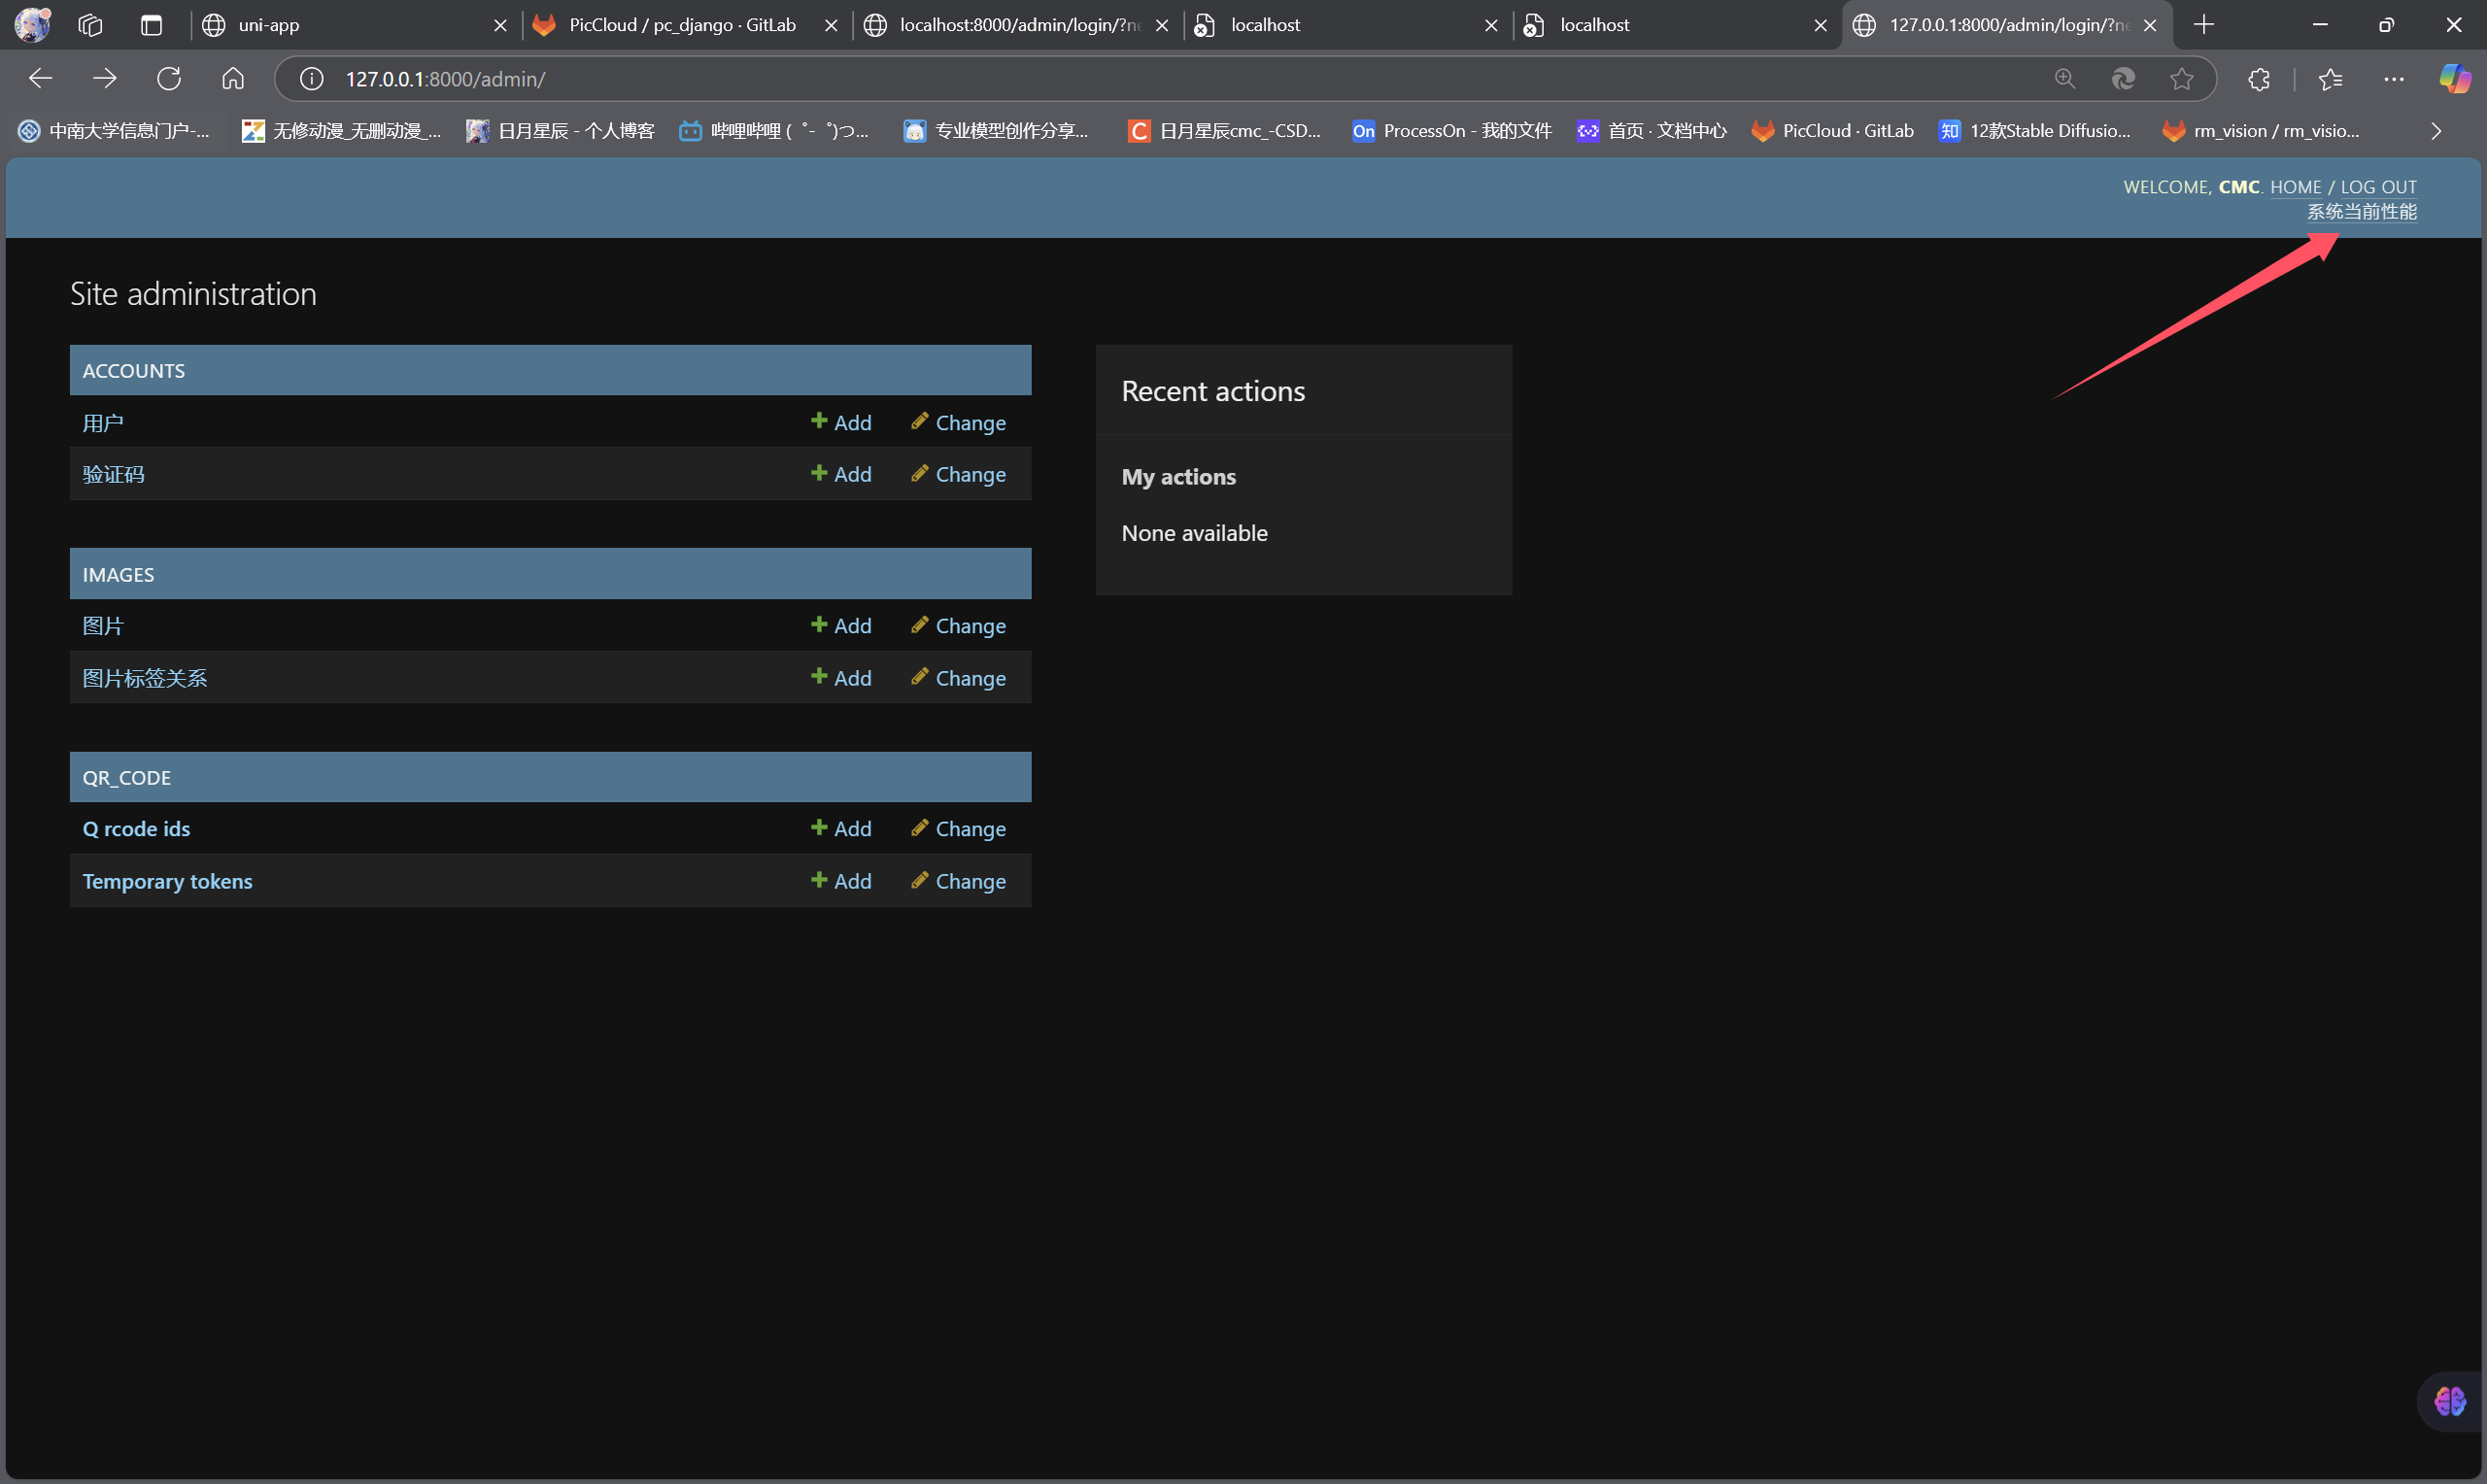 uni-app
PicCloud / pc_django · GitLab
localhost:8000/admin/login/?ne
localhost
localhost
127.0.0.1:8000/admin/login/?ne
127.0.0.1:8000/admin/
中南大学信息门户-...
无修动漫_无删动漫_...
日月星辰 - 个人博客
哔哩哔哩 ( ゜- ゜)つ...
专业模型创作分享...
C 日月星辰cmc_-CSD...
On ProcessOn - 我的文件
首页 · 文档中心
PicCloud · GitLab
知 12款Stable Diffusio...
rm_vision / rm_visio...
WELCOME, CMC. HOME / LOG OUT
系统当前性能
Site administration
ACCOUNTS
用户 Add Change
验证码 Add Change
IMAGES
图片 Add Change
图片标签关系 Add Change
QR_CODE
Q rcode ids Add Change
Temporary tokens Add Change
Recent actions
My actions
None available